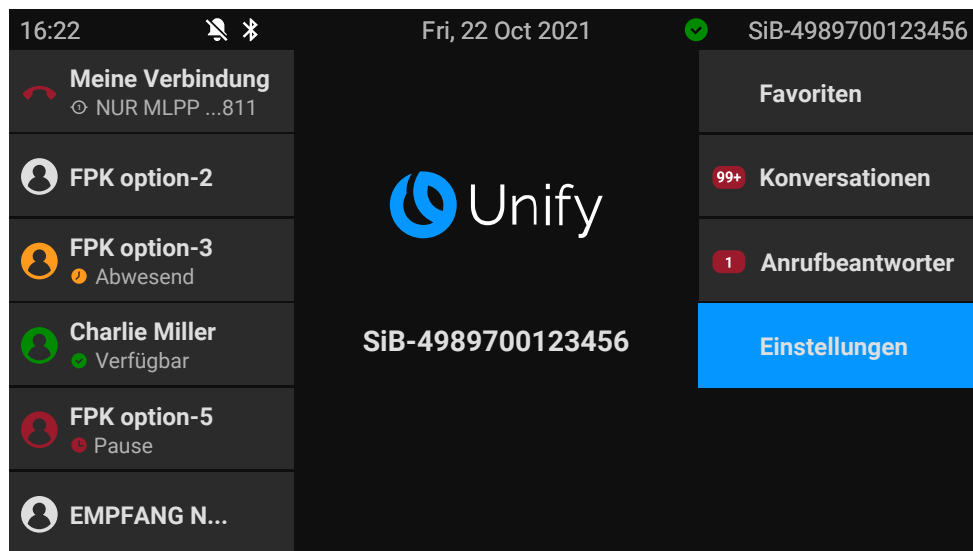 16:22
Fri, 22 Oct 2021
SiB-4989700123456
Meine Verbindung
NUR MLPP ...811
FPK option-2
FPK option-3
Abwesend
Charlie Miller
Verfügbar
FPK option-5
Pause
EMPFANG N...
Unify
SiB-4989700123456
Favoriten
99+ Konversationen
1 Anrufbeantworter
Einstellungen